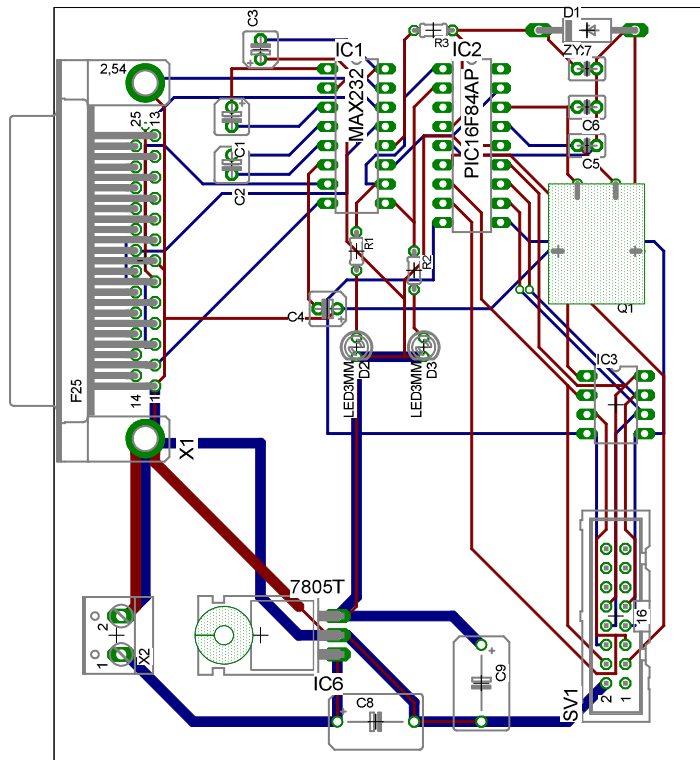 C3
D1
2,54
IC1
R3
IC2
ZY7
25
13
MAX232
PIC16F84AP
C6
C1
C5
C2
R1
R2
C4
Q1
D2
D3
LED3MM
LED3MM
IC3
F25
14
1
X1
7805T
16
2
1
X2
IC6
C8
C9
SV1
2
1